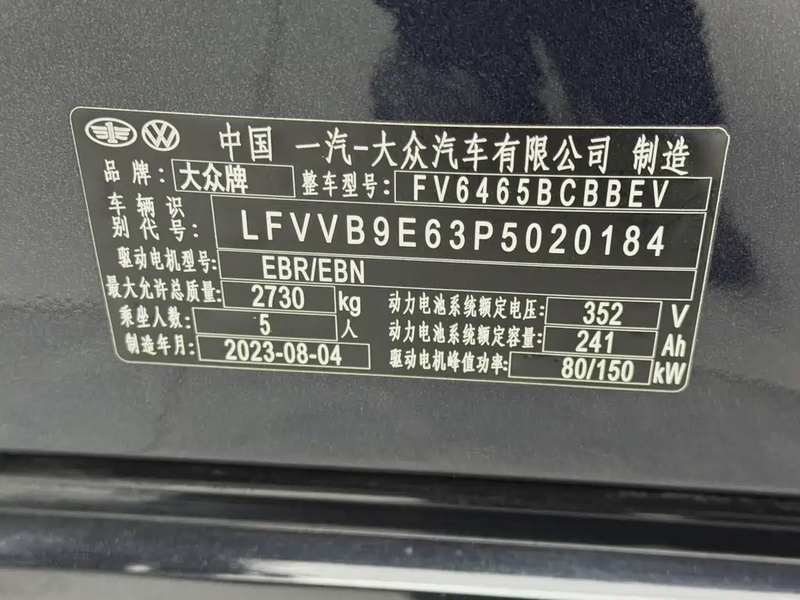 中国 一汽-大众汽车有限公司 制造
品牌: 大众牌 整车型号: FV6465BCBBEV
车辆识别代号: LFVVB9E63P5020184
驱动电机型号: EBR/EBN
最大允许总质量: 2730 kg 动力电池系统额定电压: 352 V
乘坐人数: 5 人 动力电池系统额定容量: 241 Ah
制造年月: 2023-08-04 驱动电机峰值功率: 80/150 kW